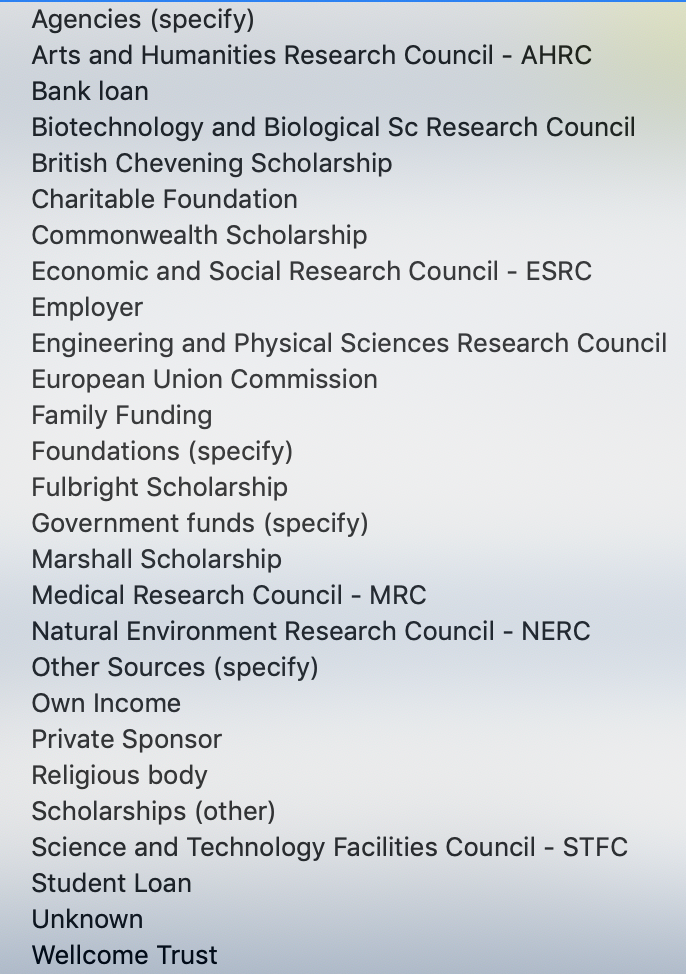 Agencies (specify)
Arts and Humanities Research Council - AHRC
Bank loan
Biotechnology and Biological Sc Research Council
British Chevening Scholarship
Charitable Foundation
Commonwealth Scholarship
Economic and Social Research Council - ESRC
Employer
Engineering and Physical Sciences Research Council
European Union Commission
Family Funding
Foundations (specify)
Fulbright Scholarship
Government funds (specify)
Marshall Scholarship
Medical Research Council - MRC
Natural Environment Research Council - NERC
Other Sources (specify)
Own Income
Private Sponsor
Religious body
Scholarships (other)
Science and Technology Facilities Council - STFC
Student Loan
Unknown
Wellcome Trust